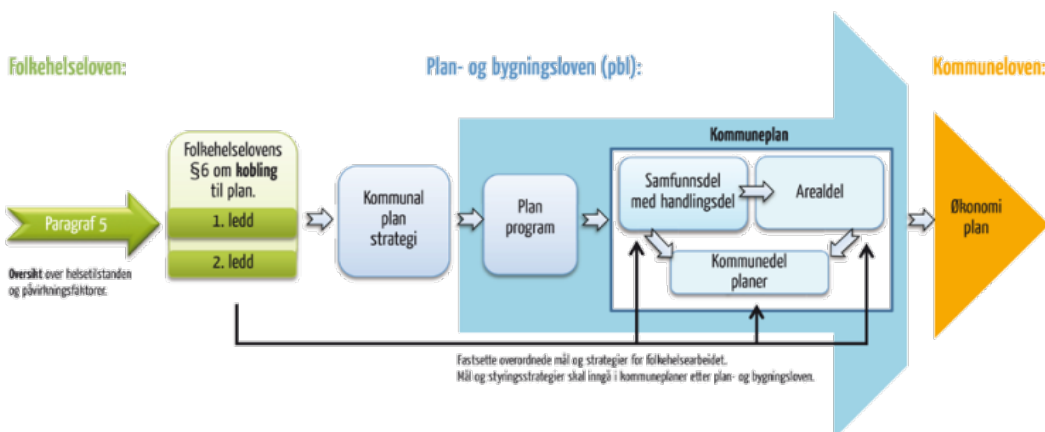 Folkehelseloven:
Plan- og bygningsloven (pbl):
Kommuneloven:
Paragraf 5
Oversikt over helsetilstanden
og påvirkningsfaktorer.
Folkehelselovens
§6 om kobling
til plan.
1. ledd
2. ledd
Kommunal
plan
strategi
Plan
program
Kommuneplan
Samfunnsdel
med handlingsdel
Arealdel
Kommunedel
planer
Økonomi
plan
Fastsette overordnede mål og strategier for folkehelsearbeidet.
Mål og styringsstrategier skal inngå i kommuneplaner etter plan- og bygningsloven.